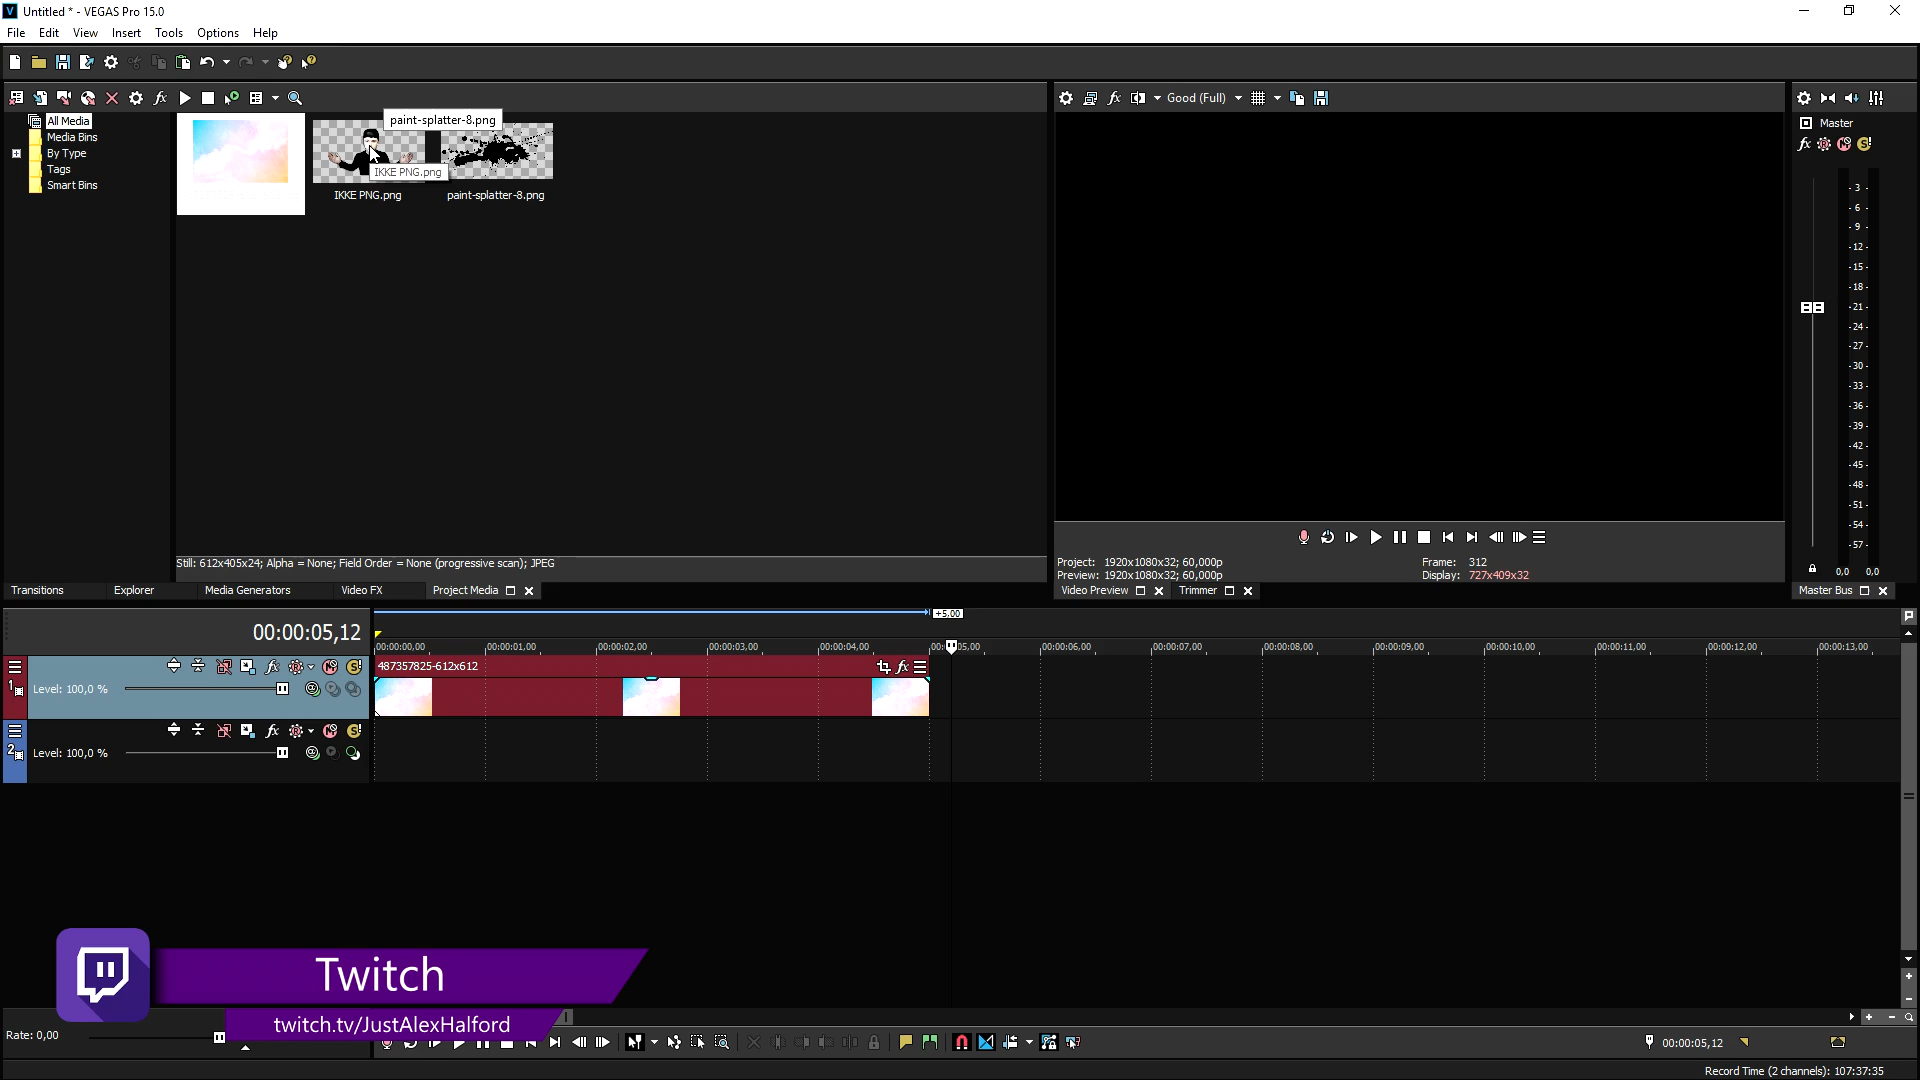 Untitled * - VEGAS Pro 15.0
File Edit View Insert Tools Options Help
Good (Full)
All Media
Media Bins
By Type
Tags
Smart Bins
paint-splatter-8.png
IKKE PNG.png
IKKE PNG.png
paint-splatter-8.png
Still: 612x405x24; Alpha = None; Field Order = None (progressive scan); JPEG
Transitions Explorer Media Generators Video FX Project Media
Project: 1920x1080x32; 60,000p
Preview: 1920x1080x32; 60,000p
Frame: 312
Display: 727x409x32
Video Preview Trimmer
Master
-3-
-6-
-9-
-12-
-15-
-18-
-21-
-24-
-27-
-30-
-33-
-36-
-39-
-42-
-45-
-48-
-51-
-54-
-57-
0,0 0,0
Master Bus
00:00:05,12
+5.00
00:00:00,00 00:00:01,00 00:00:02,00 00:00:03,00 00:00:04,00 00:00:06,00 00:00:07,00 00:00:08,00 00:00:09,00 00:00:10,00 00:00:11,00 00:00:12,00 00:00:13,00
1
Level: 100,0 %
487357825-612x612
2
Level: 100,0 %
Twitch
twitch.tv/JustAlexHalford
Rate: 0,00
00:00:05,12
Record Time (2 channels): 107:37:35